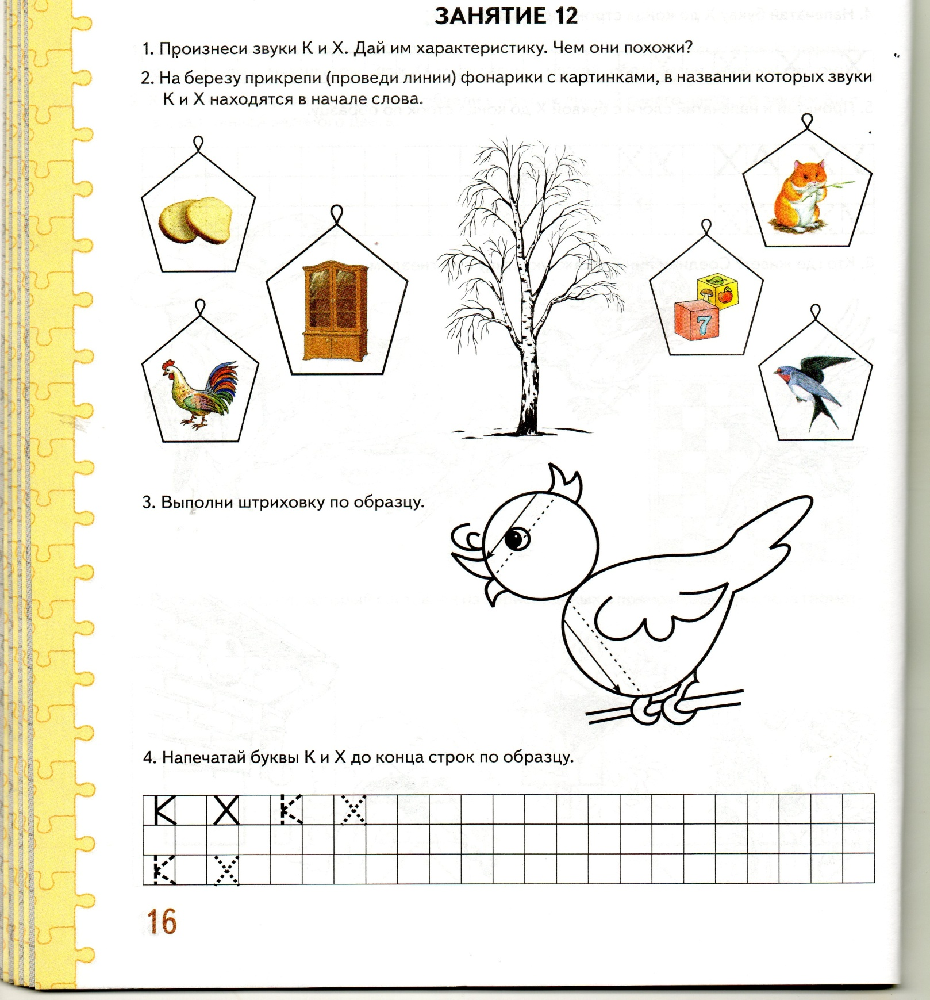 ЗАНЯТИЕ 12
1. Произнеси звуки К и Х. Дай им характеристику. Чем они похожи?
2. На березу прикрепи (проведи линии) фонарики с картинками, в названии которых звуки
К и Х находятся в начале слова.
7
3. Выполни штриховку по образцу.
4. Напечатай буквы К и Х до конца строк по образцу.
К Х К Х
К Х
16